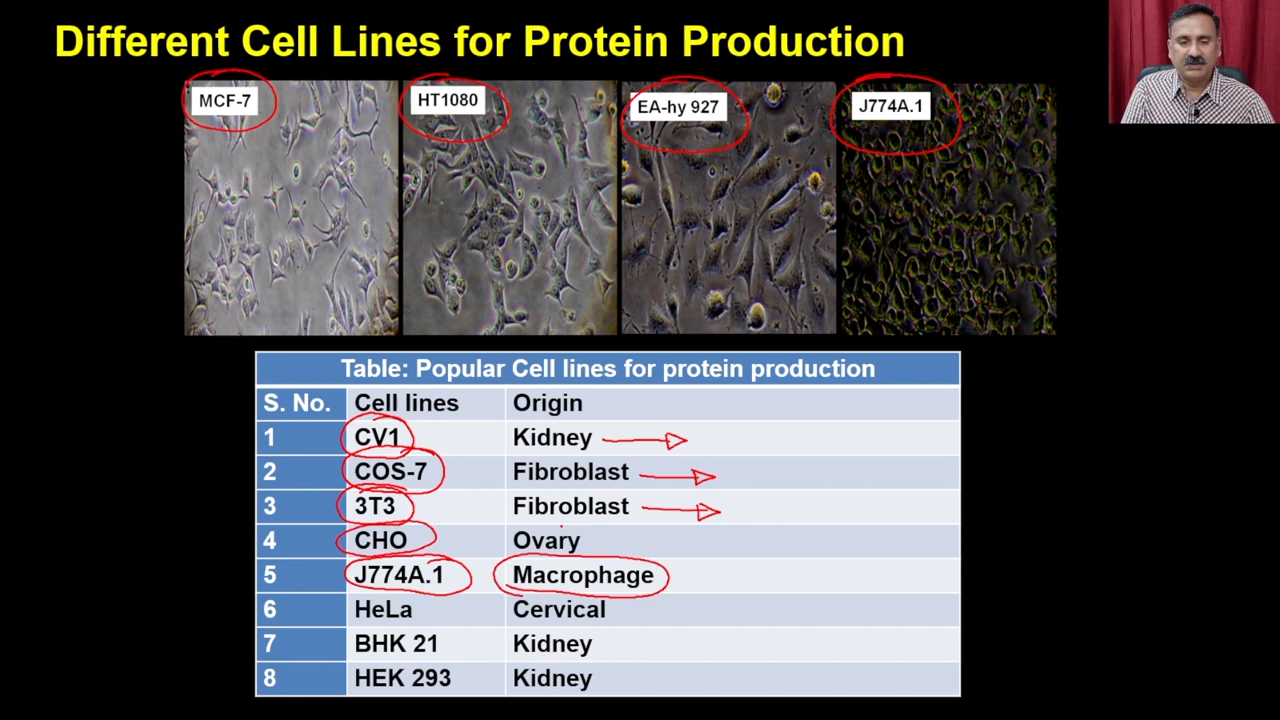 Different Cell Lines for Protein Production
MCF-7
HT1080
EA-hy 927
J774A.1
Table: Popular Cell lines for protein production
S. No. Cell lines Origin
1 CV1 Kidney
2 COS-7 Fibroblast
3 3T3 Fibroblast
4 CHO Ovary
5 J774A.1 Macrophage
6 HeLa Cervical
7 BHK 21 Kidney
8 HEK 293 Kidney